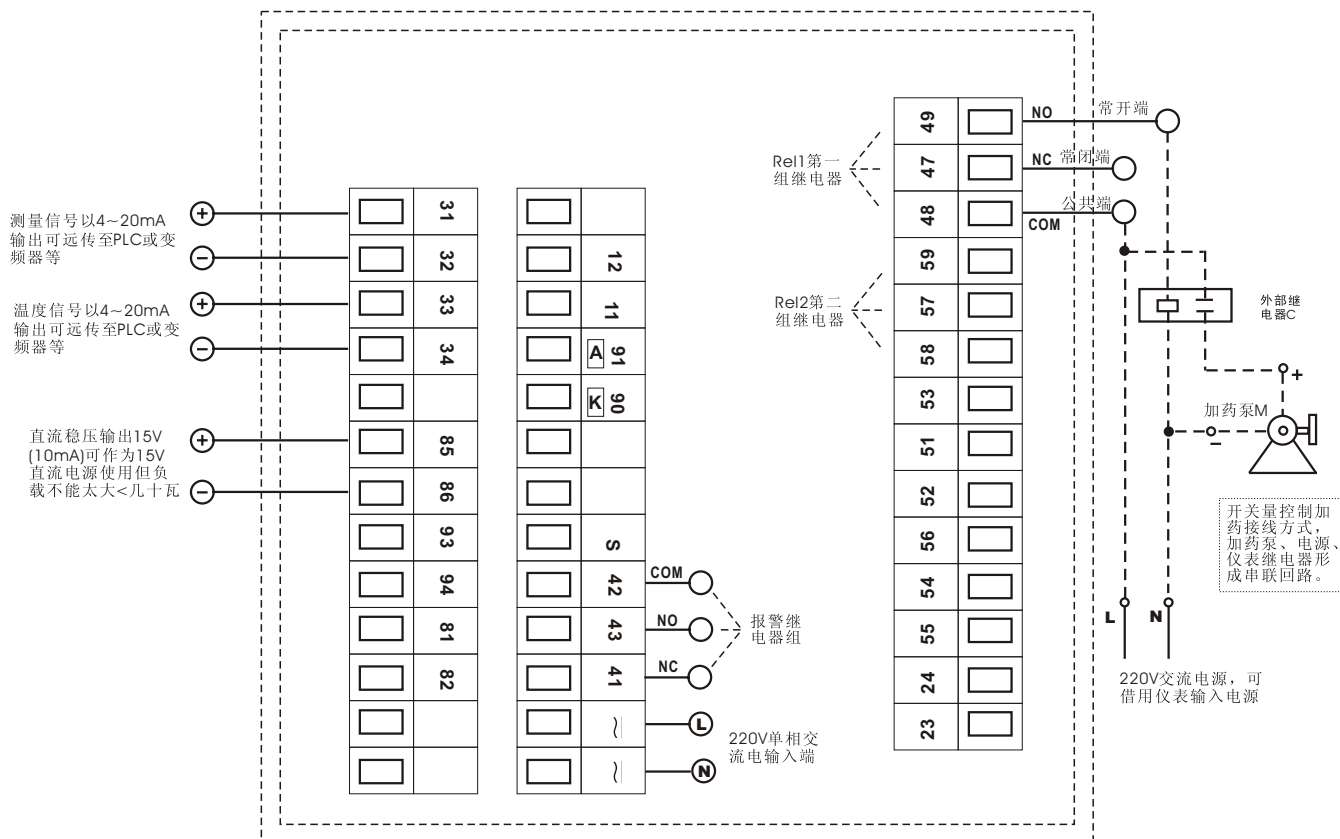 测量信号以4~20mA
输出可远传至PLC或变
频器等
+
−
温度信号以4~20mA
输出可远传至PLC或变
频器等
+
−
直流稳压输出15V
(10mA)可作为15V
直流电源使用但负
载不能太大<几十瓦
+
−
31
32
33
34
85
86
93
94
81
82
12
11
A 91
K 90
S
42
43
41
~
~
COM
NO
NC
报警继
电器组
L
N
220V单相交
流电输入端
Rel1第一
组继电器
Rel2第二
组继电器
49
47
48
59
57
58
53
51
52
56
54
55
24
23
NO 常开端
NC 常闭端
公共端
COM
外部继
电器C
+
加药泵M
−
开关量控制加
药接线方式，
加药泵、电源、
仪表继电器形
成串联回路。
L N
220V交流电源，可
借用仪表输入电源